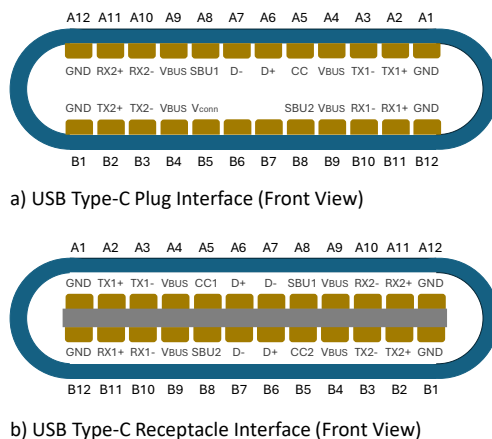 A12 A11 A10 A9 A8 A7 A6 A5 A4 A3 A2 A1
GND RX2+ RX2- VBUS SBU1 D- D+ CC VBUS TX1- TX1+ GND
GND TX2+ TX2- VBUS Vconn SBU2 VBUS RX1- RX1+ GND
B1 B2 B3 B4 B5 B6 B7 B8 B9 B10 B11 B12
a) USB Type-C Plug Interface (Front View)
A1 A2 A3 A4 A5 A6 A7 A8 A9 A10 A11 A12
GND TX1+ TX1- VBUS CC1 D+ D- SBU1 VBUS RX2- RX2+ GND
GND RX1+ RX1- VBUS SBU2 D- D+ CC2 VBUS TX2- TX2+ GND
B12 B11 B10 B9 B8 B7 B6 B5 B4 B3 B2 B1
b) USB Type-C Receptacle Interface (Front View)